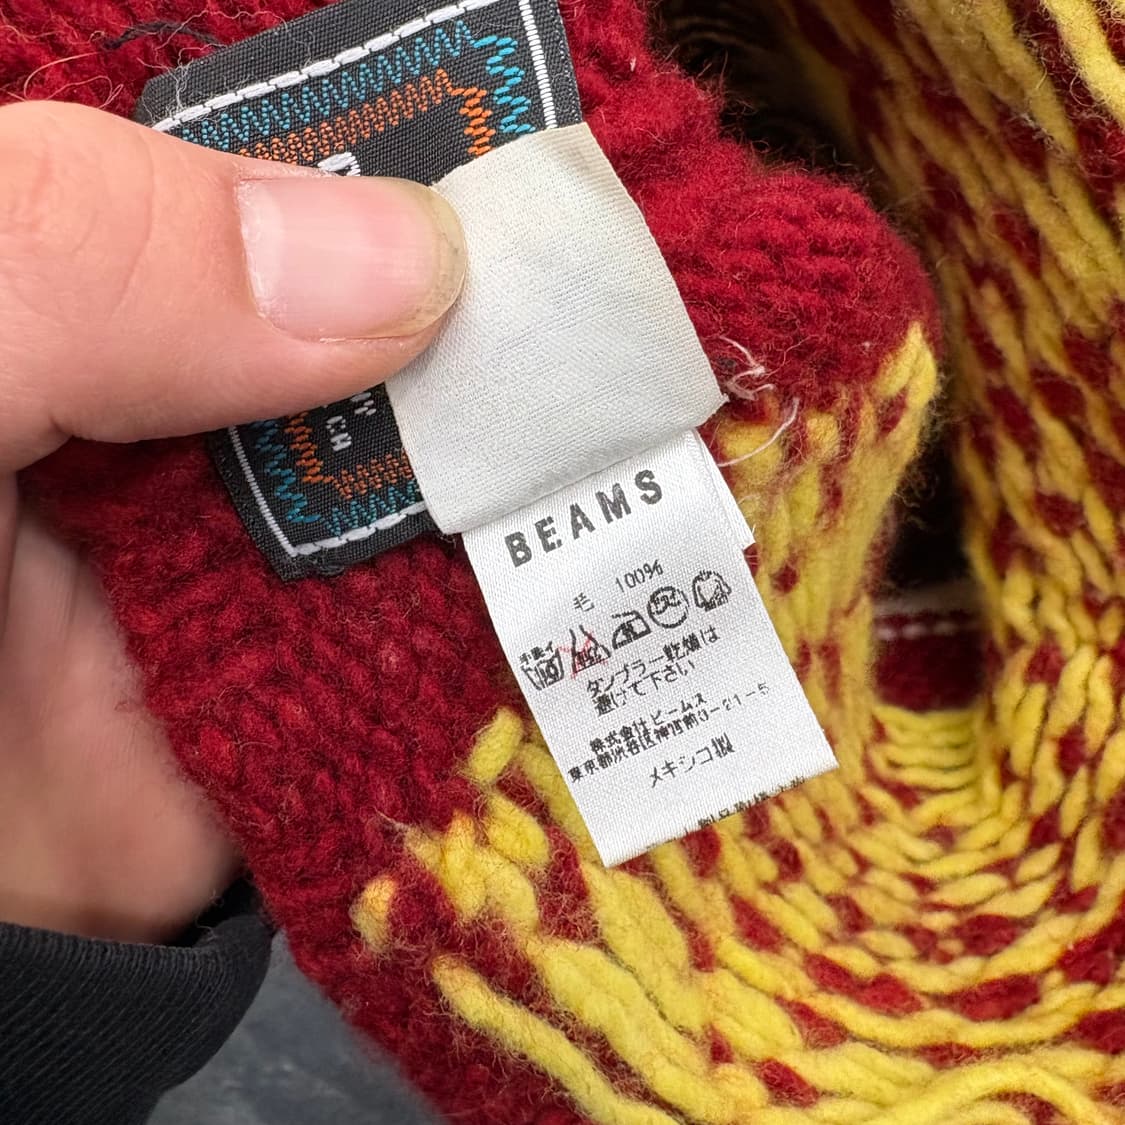 CH
BEAMS
毛 100%
タンブラー乾燥は
避けて下さい
株式会社ビームス
東京都渋谷区神宮前3-21-5
メキシコ製